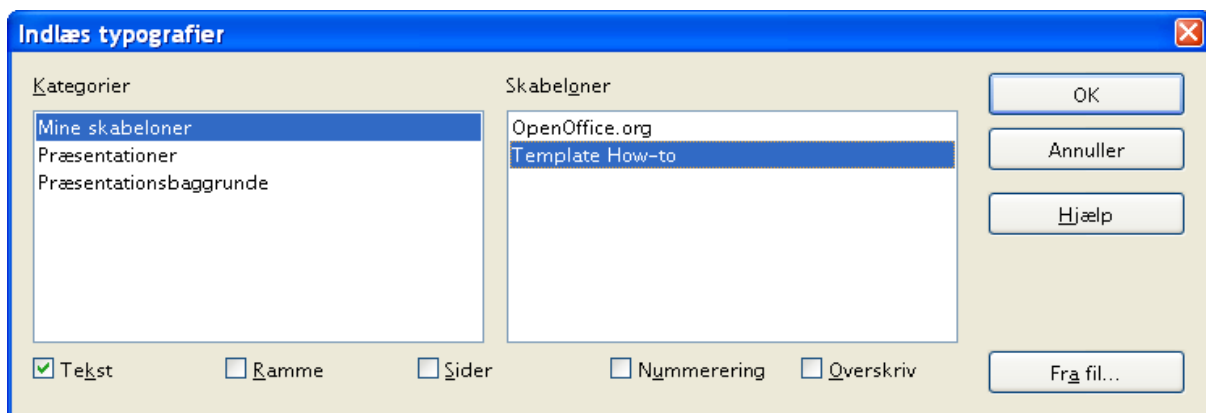 Indlæs typografier
Kategorier
Skabeloner
OK
Mine skabeloner
OpenOffice.org
Præsentationer
Template How-to
Annuller
Præsentationsbaggrunde
Hjælp
Tekst
Ramme
Sider
Nummerering
Overskriv
Fra fil...